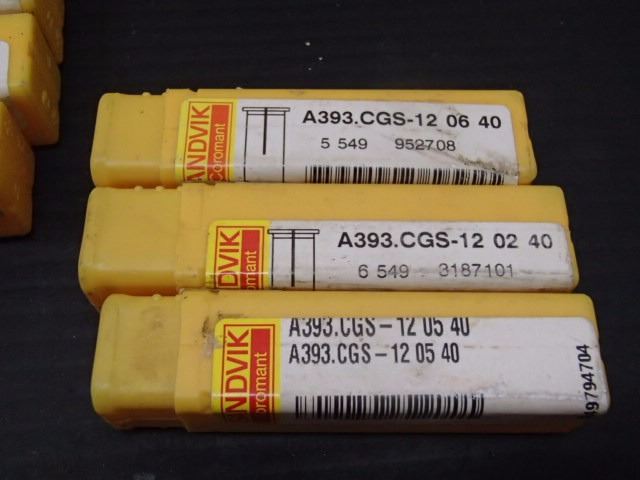 ANDVIK
Coromant
A393.CGS-12 06 40
5 549 952708
NDVIK
omant
A393.CGS-12 02 40
6 549 3187101
NDVIK
oromant
A393.CGS-12 05 40
A393.CGS-12 05 40
49794704